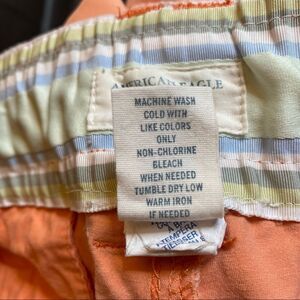 AMERICAN EAGLE
MACHINE WASH
COLD WITH
LIKE COLORS
ONLY
NON-CHLORINE
BLEACH
WHEN NEEDED
TUMBLE DRY LOW
WARM IRON
IF NEEDED